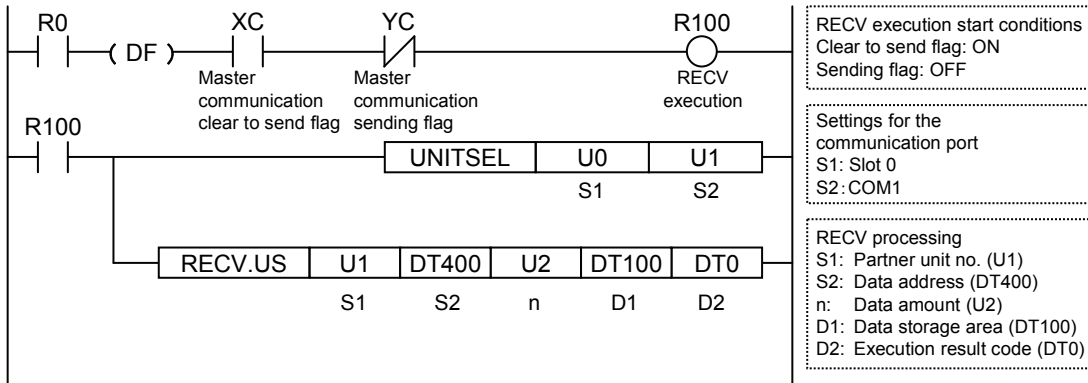 R0
XC
YC
R100
( DF )
Master
communication
clear to send flag
Master
communication
sending flag
RECV
execution
R100
UNITSEL U0 U1
S1 S2
RECV.US U1 DT400 U2 DT100 DT0
S1 S2 n D1 D2
RECV execution start conditions
Clear to send flag: ON
Sending flag: OFF
Settings for the
communication port
S1: Slot 0
S2:COM1
RECV processing
S1: Partner unit no. (U1)
S2: Data address (DT400)
n: Data amount (U2)
D1: Data storage area (DT100)
D2: Execution result code (DT0)